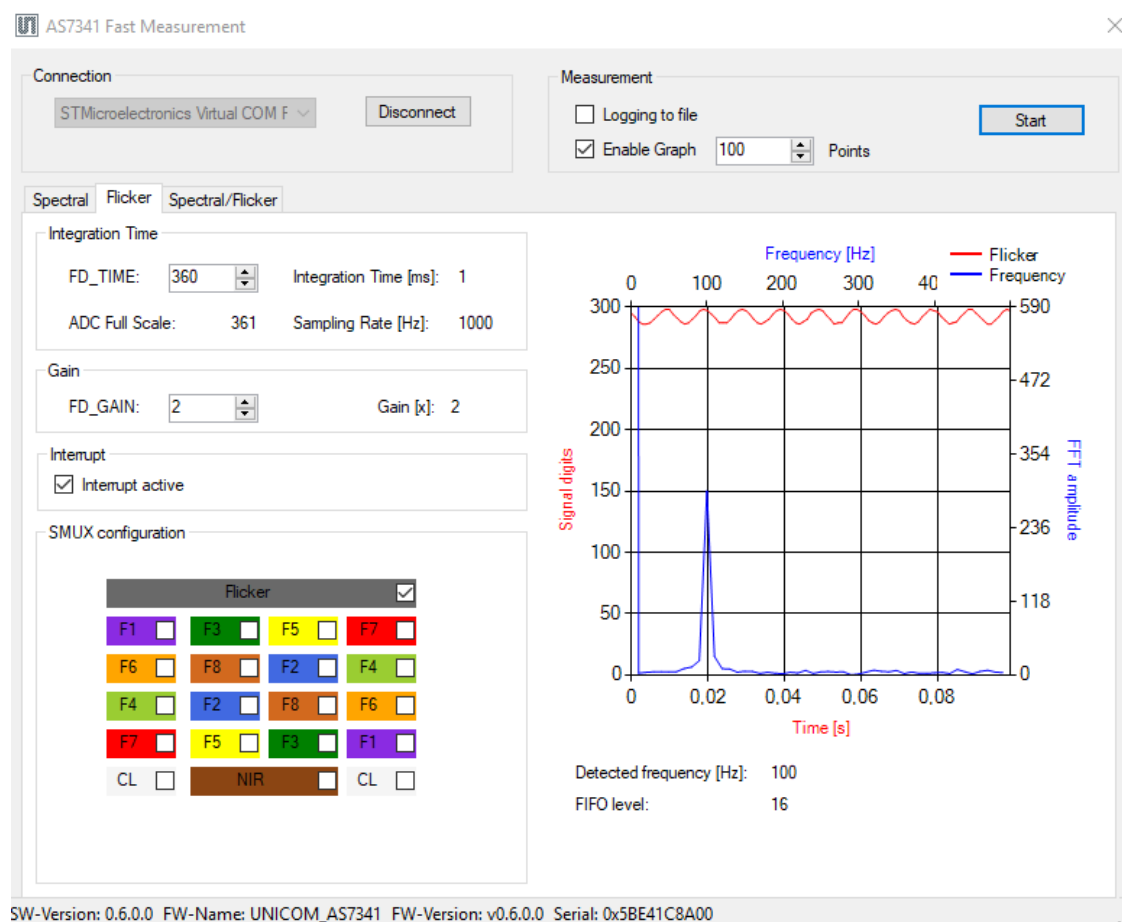 AS7341 Fast Measurement
Connection
STMicroelectronics Virtual COM F
Disconnect
Measurement
Logging to file
Enable Graph 100 Points
Start
Spectral Flicker Spectral/Flicker
Integration Time
FD_TIME: 360 Integration Time [ms]: 1
ADC Full Scale: 361 Sampling Rate [Hz]: 1000
Gain
FD_GAIN: 2 Gain [x]: 2
Interrupt
Interrupt active
SMUX configuration
Flicker
F1 F3 F5 F7
F6 F8 F2 F4
F4 F2 F8 F6
F7 F5 F3 F1
CL NIR CL
Frequency [Hz]
Flicker
Frequency
0 100 200 300 40
300 590
250
472
200
354
150
236
100
118
50
0 0
Signal digits
FFT amplitude
0 0.02 0.04 0.06 0.08
Time [s]
Detected frequency [Hz]: 100
FIFO level: 16
SW-Version: 0.6.0.0 FW-Name: UNICOM_AS7341 FW-Version: v0.6.0.0 Serial: 0x5BE41C8A00